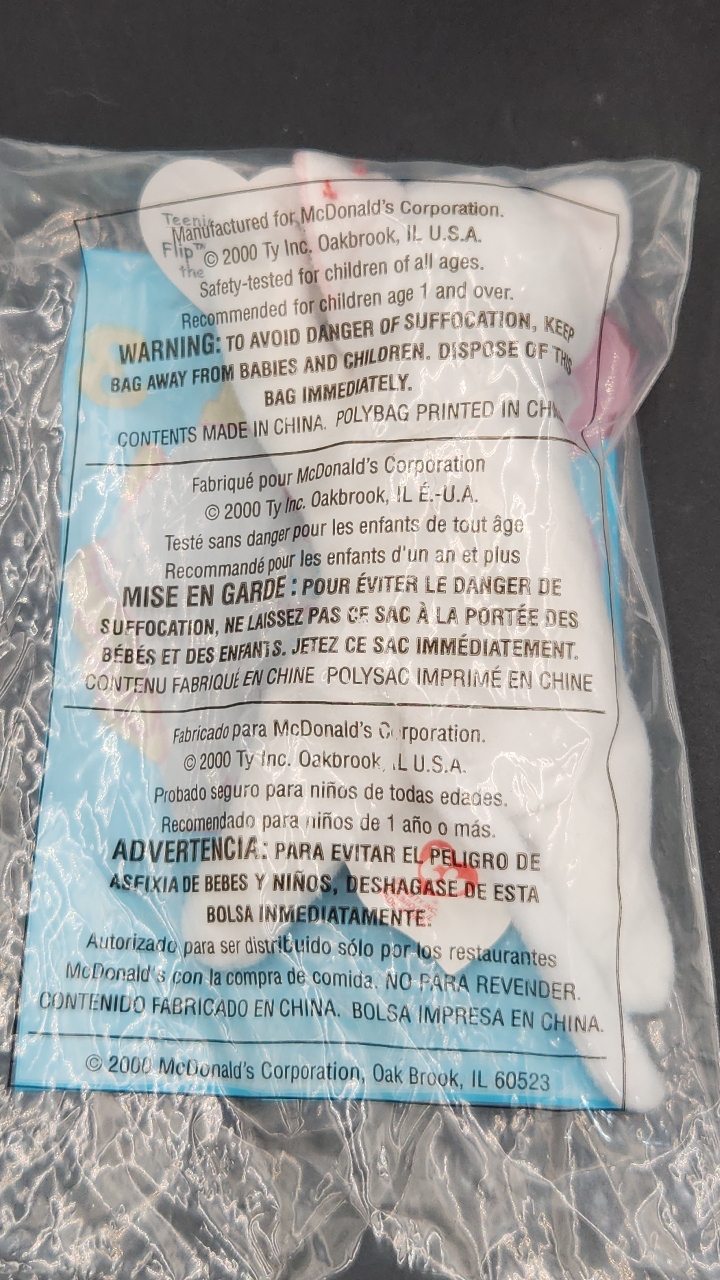 Teenie
Flip™
the
Manufactured for McDonald's Corporation.
© 2000 Ty Inc. Oakbrook, IL U.S.A.
Safety-tested for children of all ages.
Recommended for children age 1 and over.
WARNING: TO AVOID DANGER OF SUFFOCATION, KEEP
BAG AWAY FROM BABIES AND CHILDREN. DISPOSE OF THIS
BAG IMMEDIATELY.
CONTENTS MADE IN CHINA. POLYBAG PRINTED IN
Fabriqué pour McDonald's Corporation
© 2000 Ty Inc. Oakbrook, IL É.-U.A.
Testé sans danger pour les enfants de tout âge
Recommandé pour les enfants d'un an et plus
MISE EN GARDE : POUR ÉVITER LE DANGER DE
SUFFOCATION, NE LAISSEZ PAS CE SAC À LA PORTÉE DES
BÉBÉS ET DES ENFANTS. JETEZ CE SAC IMMÉDIATEMENT.
CONTENU FABRIQUÉ EN CHINE POLYSAC IMPRIMÉ EN CHINE
Fabricado para McDonald's Corporation.
© 2000 Ty Inc. Oakbrook, IL U.S.A.
Probado seguro para niños de todas edades.
Recomendado para niños de 1 año o más.
ADVERTENCIA: PARA EVITAR EL PELIGRO DE
ASFIXIA DE BEBES Y NIÑOS, DESHAGASE DE ESTA
BOLSA INMEDIATAMENTE.
Autorizado para ser distribuido sólo por los restaurantes
McDonald's con la compra de comida. NO PARA REVENDER.
CONTENIDO FABRICADO EN CHINA. BOLSA IMPRESA EN CHINA.
© 2000 McDonald's Corporation, Oak Brook, IL 60523